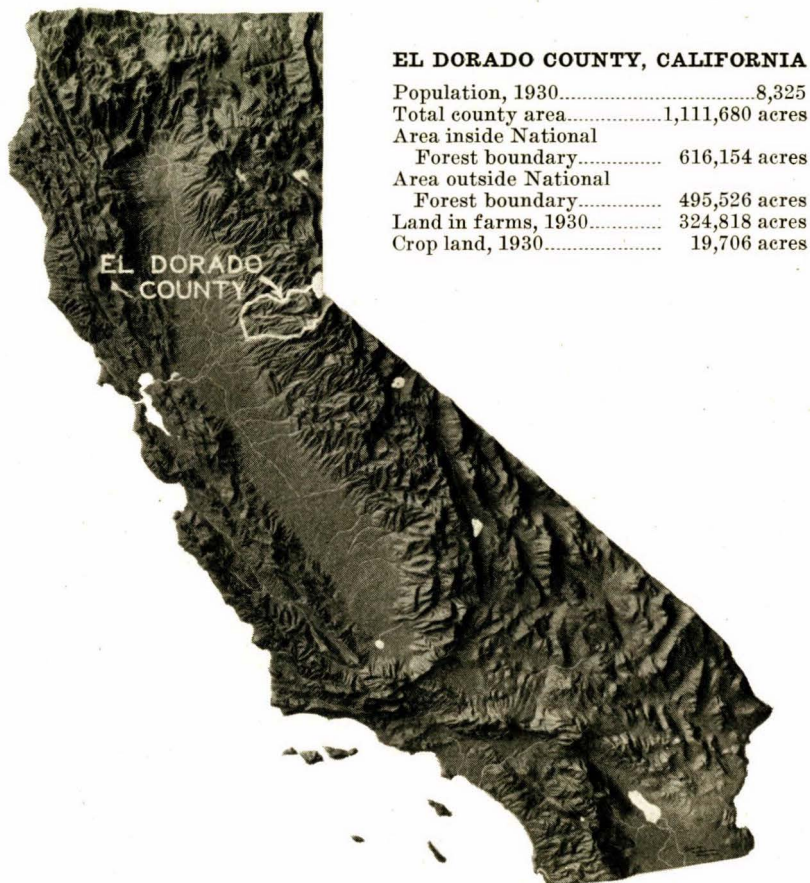 EL DORADO COUNTY, CALIFORNIA
Population, 1930..............................8,325
Total county area...............1,111,680 acres
Area inside National
Forest boundary............. 616,154 acres
Area outside National
Forest boundary............. 495,526 acres
Land in farms, 1930........... 324,818 acres
Crop land, 1930.................. 19,706 acres
EL DORADO
COUNTY